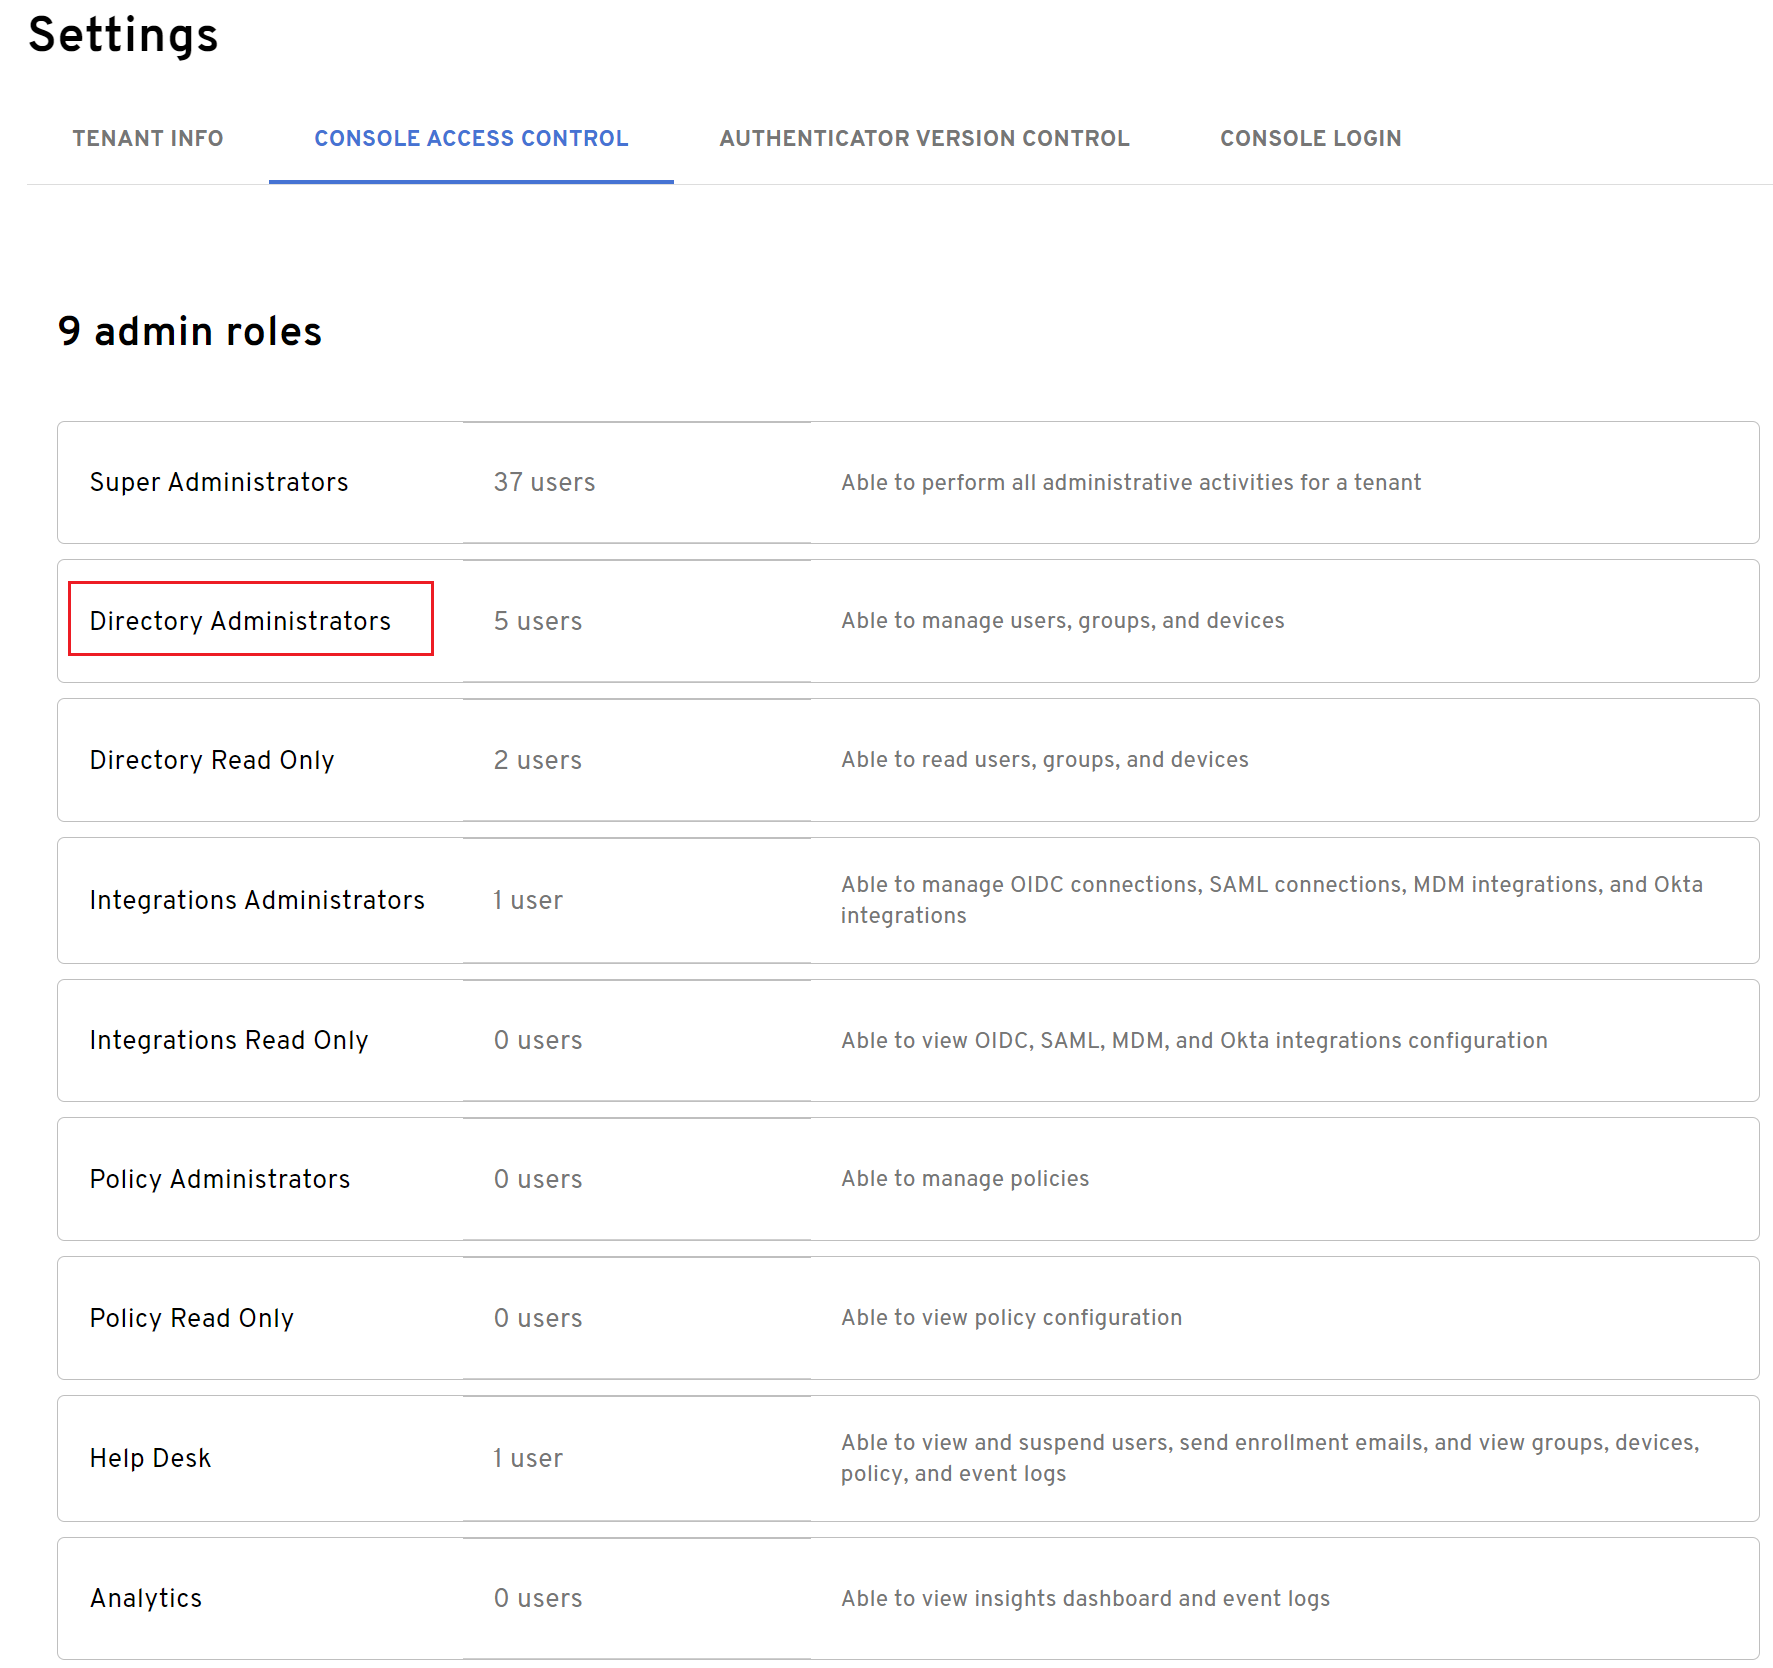 Settings
TENANT INFO CONSOLE ACCESS CONTROL AUTHENTICATOR VERSION CONTROL CONSOLE LOGIN
9 admin roles
Super Administrators 37 users Able to perform all administrative activities for a tenant
Directory Administrators 5 users Able to manage users, groups, and devices
Directory Read Only 2 users Able to read users, groups, and devices
Integrations Administrators 1 user Able to manage OIDC connections, SAML connections, MDM integrations, and Okta
integrations
Integrations Read Only 0 users Able to view OIDC, SAML, MDM, and Okta integrations configuration
Policy Administrators 0 users Able to manage policies
Policy Read Only 0 users Able to view policy configuration
Help Desk 1 user Able to view and suspend users, send enrollment emails, and view groups, devices,
policy, and event logs
Analytics 0 users Able to view insights dashboard and event logs